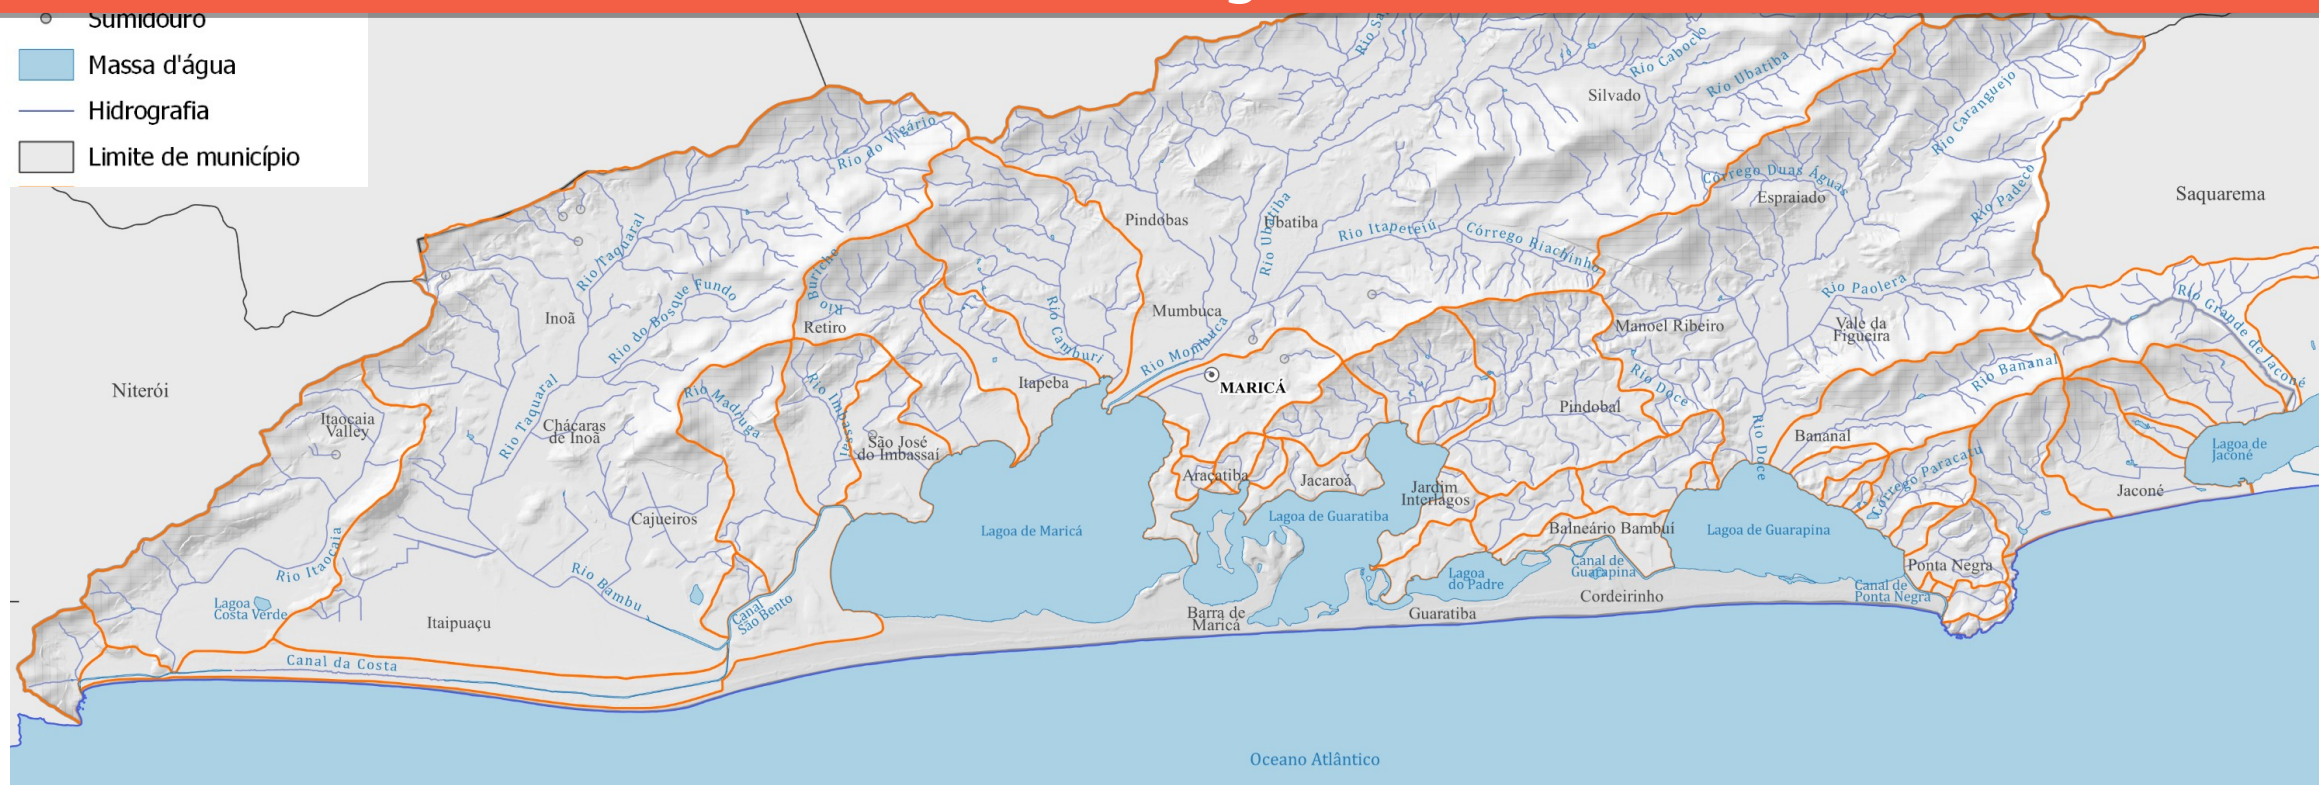 Sumidouro
Massa d'água
Hidrografia
Limite de município
Niterói
Saquarema
MARICÁ
Rio do Vigário
Rio Caboclo
Rio Ubatiba
Silvado
Rio Caranguejo
Córrego Duas Águas
Espraiado
Rio Padeco
Rio Taquaral
Pindobas
Rio Ubatiba
Ubatiba
Rio Itapeteiú
Córrego Riachinho
Rio Buriche
Rio do Bosque Fundo
Inoã
Retiro
Rio Camburi
Mumbuca
Rio Mombuca
Manoel Ribeiro
Rio Paolera
Vale da
Figueira
Rio Grande de Jaconé
Rio Bananal
Itapeba
Rio Doce
Rio Madruga
Rio Imbassaí
Rio Taquaral
Itaocaia
Valley
Chácaras
de Inoã
São José
do Imbassaí
Pindobal
Rio Doce
Bananal
Lagoa de
Jaconé
Córrego Paracatu
Araçatiba
Jacaroá
Jardim
Interlagos
Jaconé
Cajueiros
Lagoa de Maricá
Lagoa de Guaratiba
Balneário Bambuí
Lagoa de Guarapina
Rio Itaocaia
Rio Bambu
Lagoa
do Padre
Canal de
Guarapina
Ponta Negra
Canal de
Ponta Negra
Cordeirinho
Lagoa
Costa Verde
Itaipuaçu
Canal
São Bento
Barra de
Maricá
Guaratiba
Canal da Costa
Oceano Atlântico